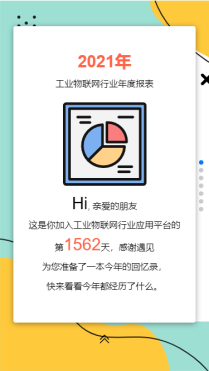 2021年
工业物联网行业年度报表
Hi, 亲爱的朋友
这是你加入工业物联网行业应用平台的
第1562天，感谢遇见
为您准备了一本今年的回忆录，
快来看看今年都经历了什么。